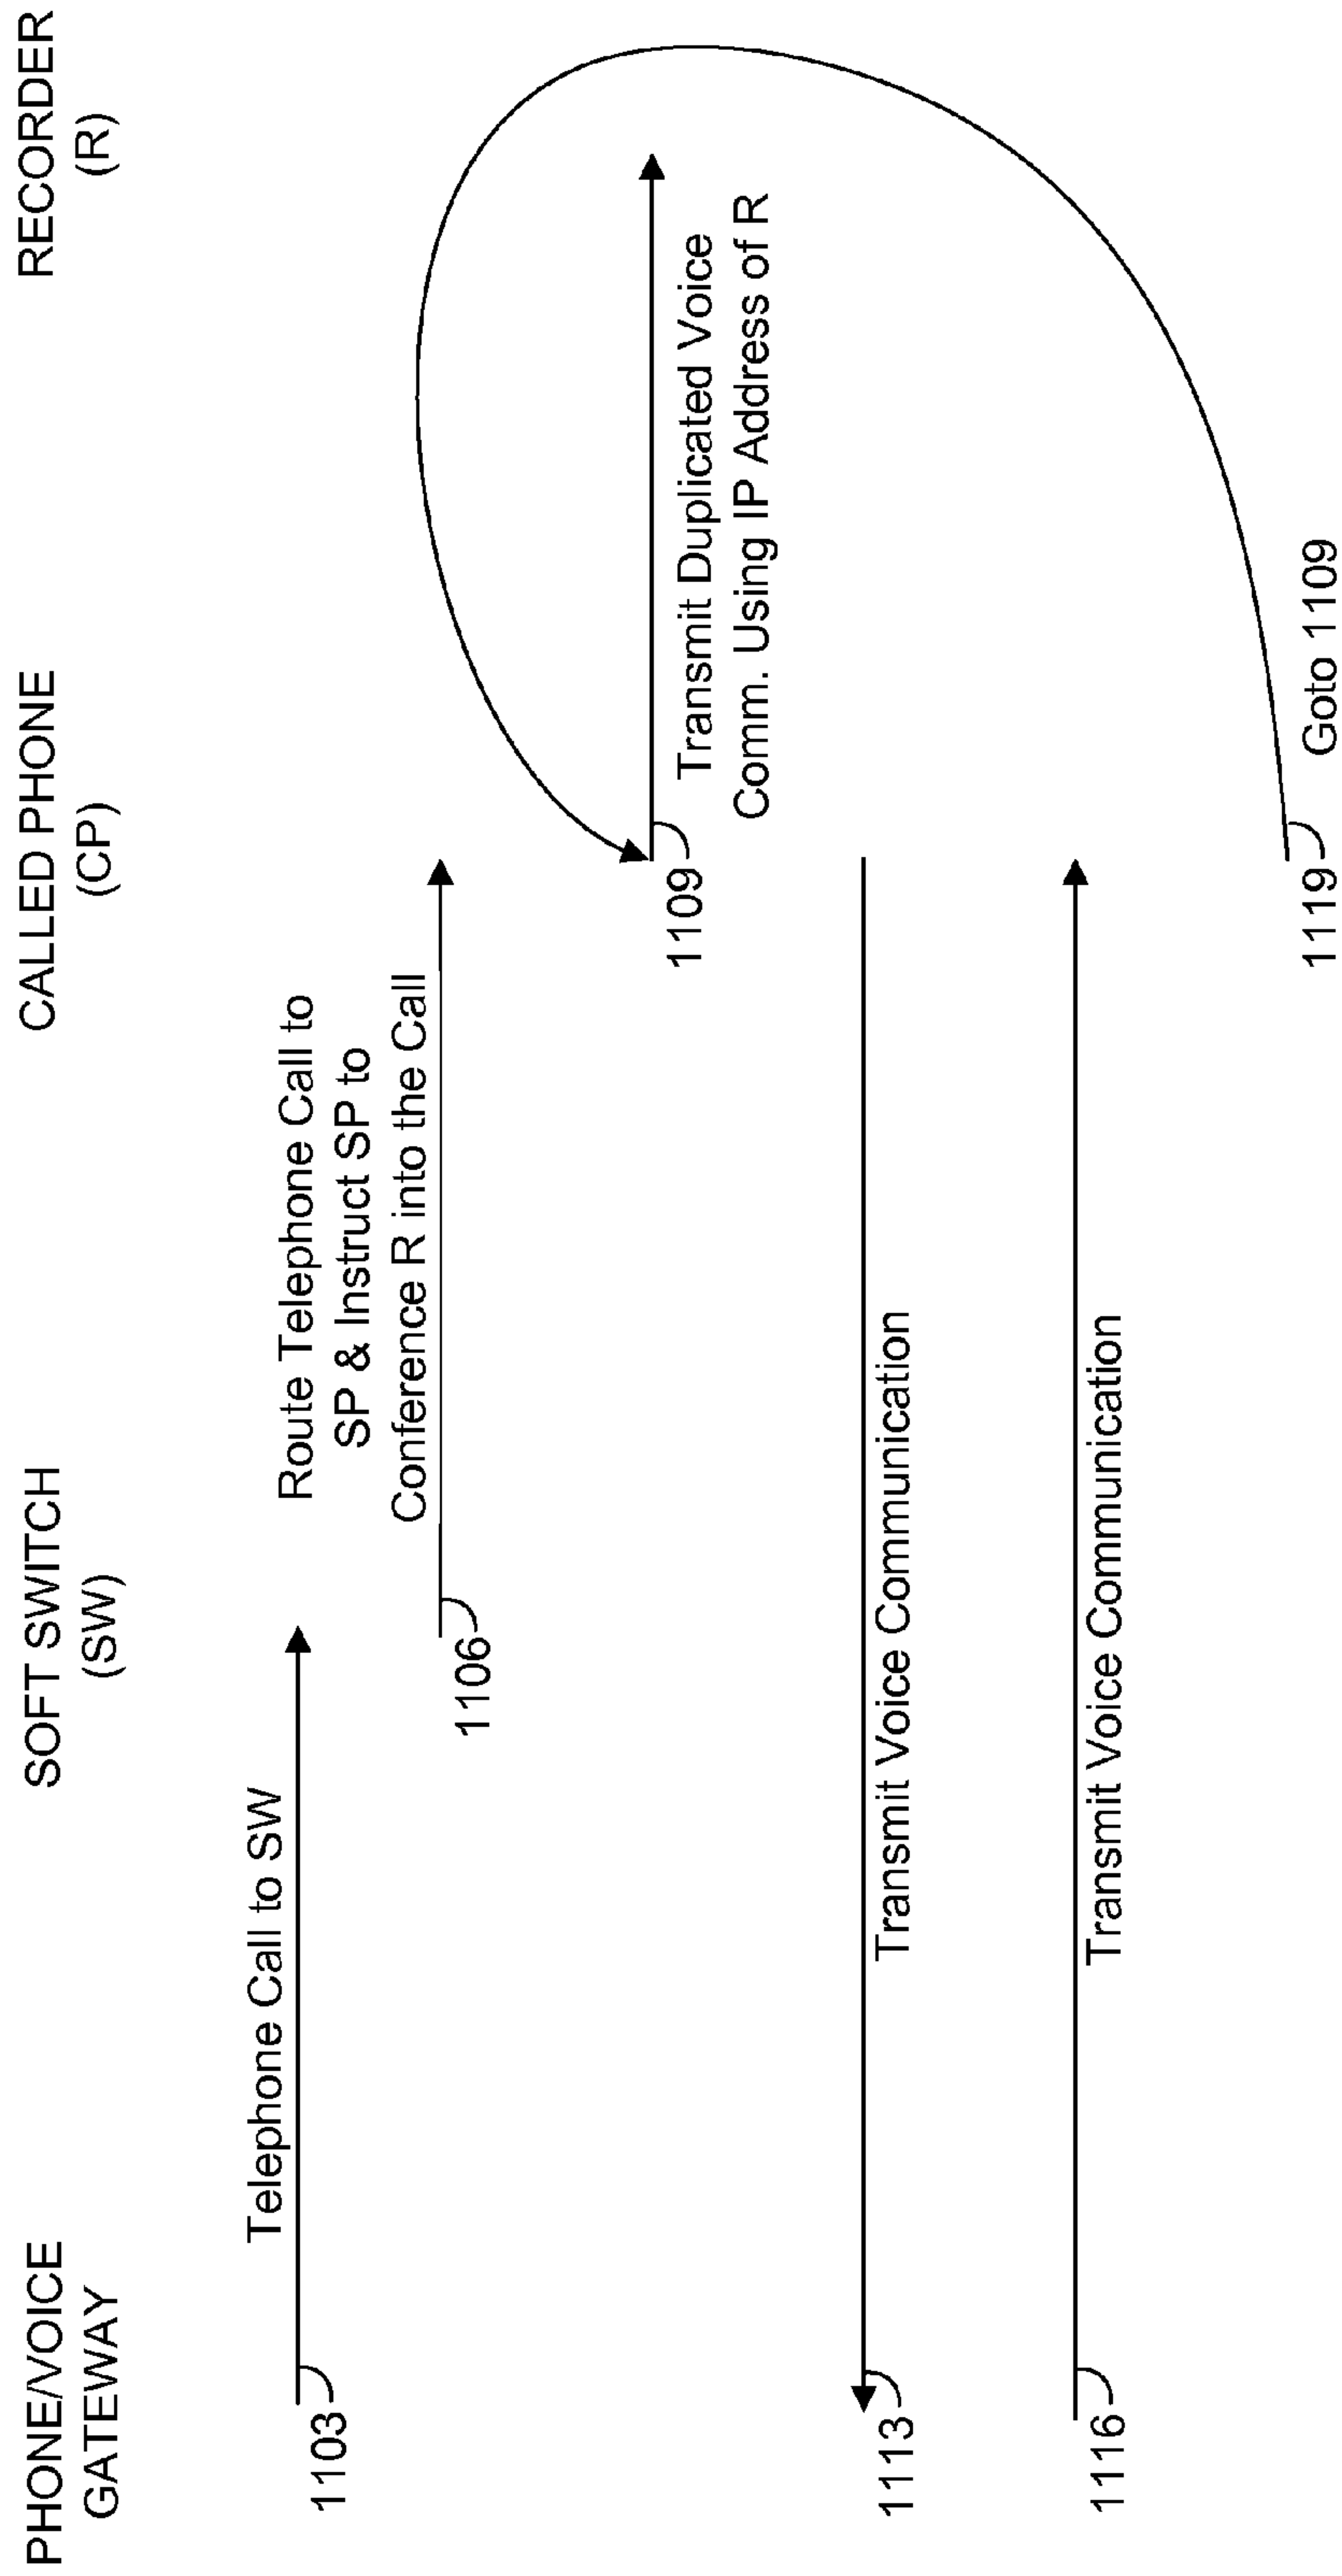 PHONE/VOICE
GATEWAY
SOFT SWITCH
(SW)
CALLED PHONE
(CP)
RECORDER
(R)
Telephone Call to SW
1103
Route Telephone Call to
SP & Instruct SP to
Conference R into the Call
1106
1109
Transmit Duplicated Voice
Comm. Using IP Address of R
1113
Transmit Voice Communication
1116
Transmit Voice Communication
1119
Goto 1109